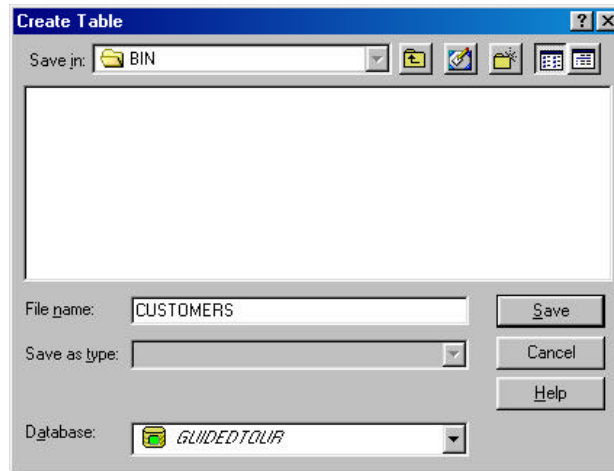 Create Table
Save in: BIN
File name: CUSTOMERS Save
Save as type: Cancel
Help
Database: GUIDEDTOUR